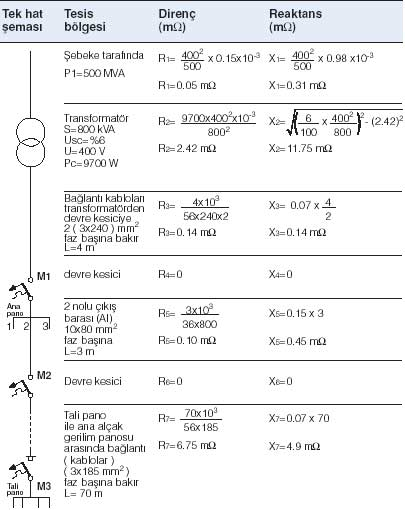 Tek hat şeması
Tesis bölgesi
Direnç (mΩ)
Reaktans (mΩ)
Şebeke tarafında
P1=500 MVA
R1= 400²/500 x 0.15x10⁻³
R1=0.05 mΩ
X1= 400²/500 x 0.98 x10⁻³
X1=0.31 mΩ
Transformatör
S=800 kVA
Usc=%6
U=400 V
Pc=9700 W
R2= 9700x400²x10⁻³/800²
R2=2.42 mΩ
X2= √(6/100 x 400²/800)² - (2.42)²
X2=11.75 mΩ
Bağlantı kabloları
transformatörden
devre kesiciye
2 ( 3x240 ) mm²
faz başına bakır
L=4 m
R3= 4x10³/56x240x2
R3=0.14 mΩ
X3= 0.07 x 4/2
X3=0.14 mΩ
M1
devre kesici
R4=0
X4=0
Ana
pano
1 2 3
2 nolu çıkış
barası (Al)
10x80 mm²
faz başına
L=3 m
R5= 3x10³/36x800
R5=0.10 mΩ
X5=0.15 x 3
X5=0.45 mΩ
M2
Devre kesici
R6=0
X6=0
Tali pano
ile ana alçak
gerilim panosu
arasında bağlantı
( kablolar )
( 3x185 mm² )
faz başına bakır
L= 70 m
R7= 70x10³/56x185
R7=6.75 mΩ
X7=0.07 x 70
X7=4.9 mΩ
M3
Tali
pano